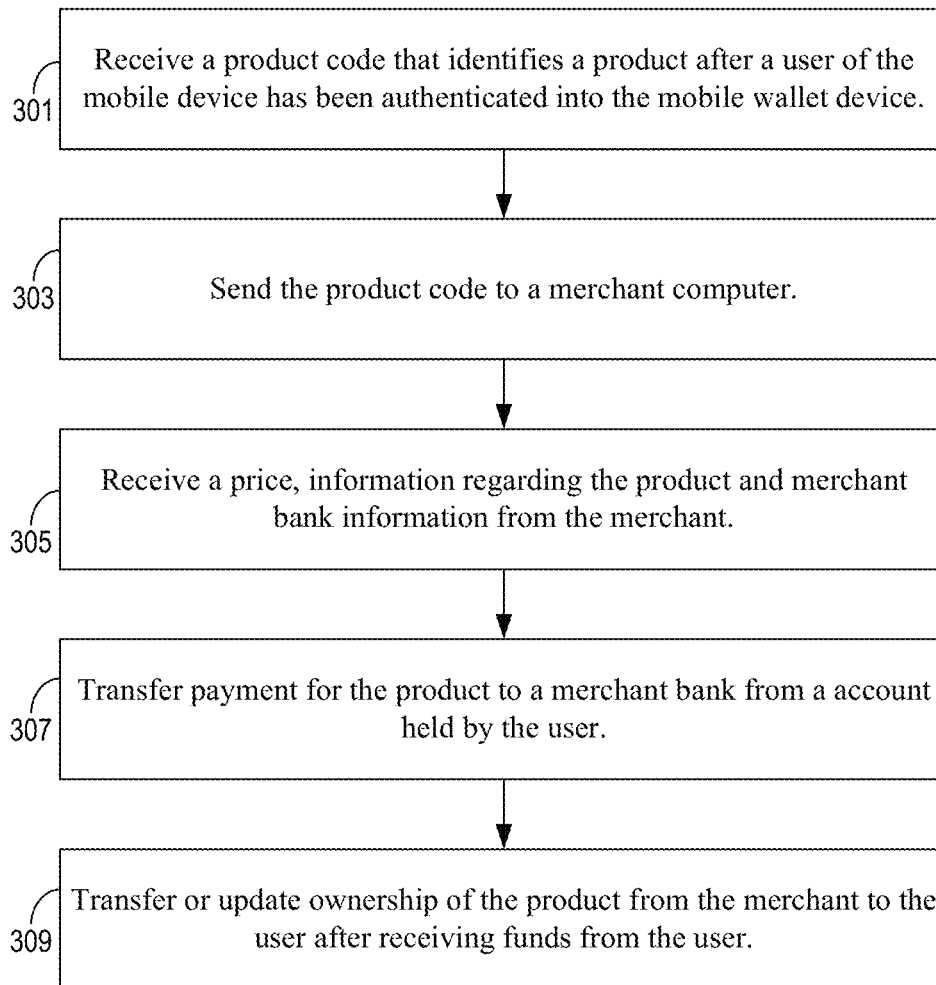 Receive a product code that identifies a product after a user of the
mobile device has been authenticated into the mobile wallet device.
301
Send the product code to a merchant computer.
303
Receive a price, information regarding the product and merchant
bank information from the merchant.
305
Transfer payment for the product to a merchant bank from a account
held by the user.
307
Transfer or update ownership of the product from the merchant to the
user after receiving funds from the user.
309